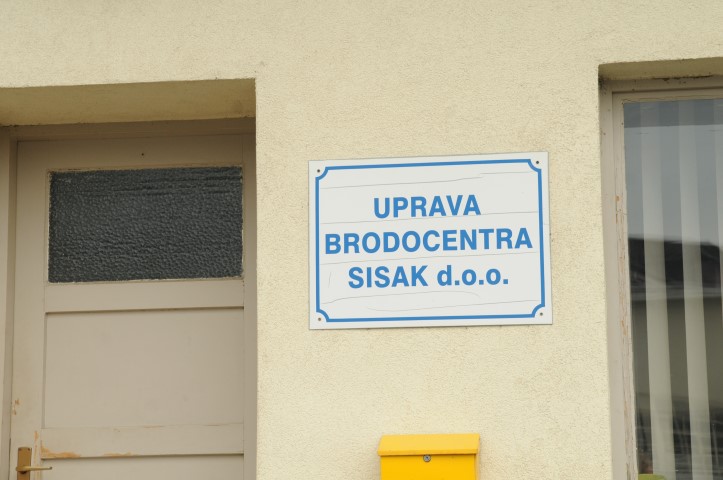 UPRAVA
BRODOCENTRA
SISAK d.o.o.